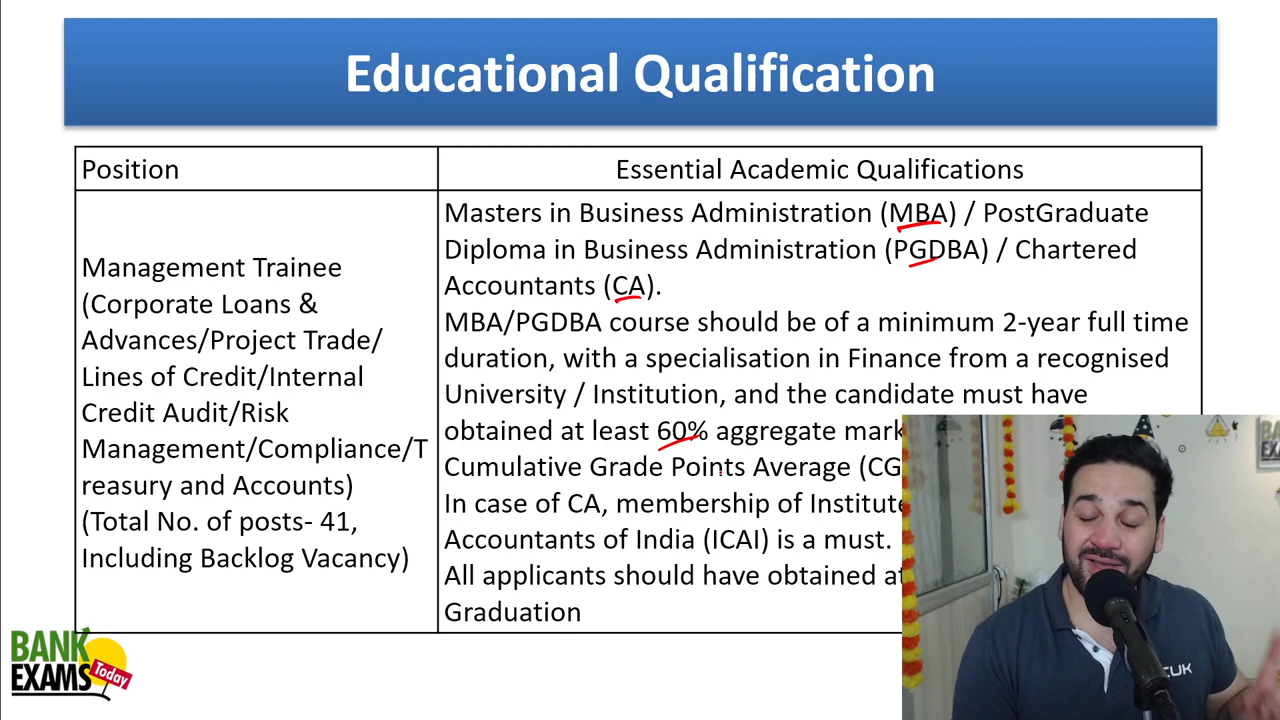 Educational Qualification
Position
Essential Academic Qualifications
Management Trainee
(Corporate Loans &
Advances/Project Trade/
Lines of Credit/Internal
Credit Audit/Risk
Management/Compliance/T
reasury and Accounts)
(Total No. of posts- 41,
Including Backlog Vacancy)
Masters in Business Administration (MBA) / PostGraduate
Diploma in Business Administration (PGDBA) / Chartered
Accountants (CA).
MBA/PGDBA course should be of a minimum 2-year full time
duration, with a specialisation in Finance from a recognised
University / Institution, and the candidate must have
obtained at least 60% aggregate mark
Cumulative Grade Points Average (CG
In case of CA, membership of Institute
Accountants of India (ICAI) is a must.
All applicants should have obtained at
Graduation
BANK
EXAMS
Today